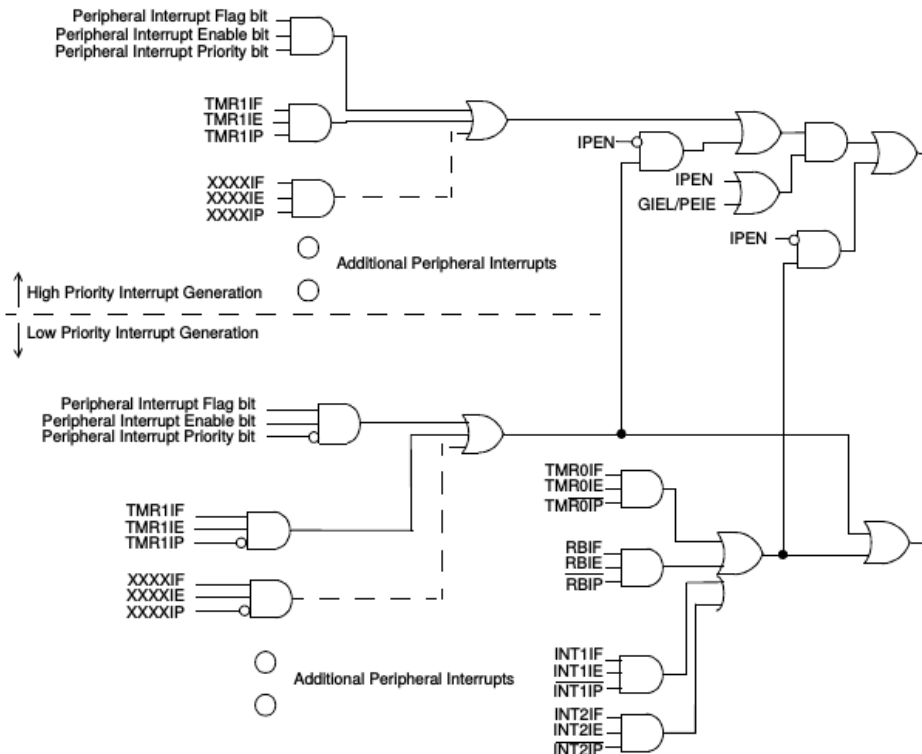 Peripheral Interrupt Flag bit
Peripheral Interrupt Enable bit
Peripheral Interrupt Priority bit
TMR1IF
TMR1IE
TMR1IP
XXXXIF
XXXXIE
XXXXIP
Additional Peripheral Interrupts
IPEN
IPEN
GIEL/PEIE
IPEN
High Priority Interrupt Generation
Low Priority Interrupt Generation
Peripheral Interrupt Flag bit
Peripheral Interrupt Enable bit
Peripheral Interrupt Priority bit
TMR1IF
TMR1IE
TMR1IP
XXXXIF
XXXXIE
XXXXIP
Additional Peripheral Interrupts
TMR0IF
TMR0IE
TMR0IP
RBIF
RBIE
RBIP
INT1IF
INT1IE
INT1IP
INT2IF
INT2IE
INT2IP